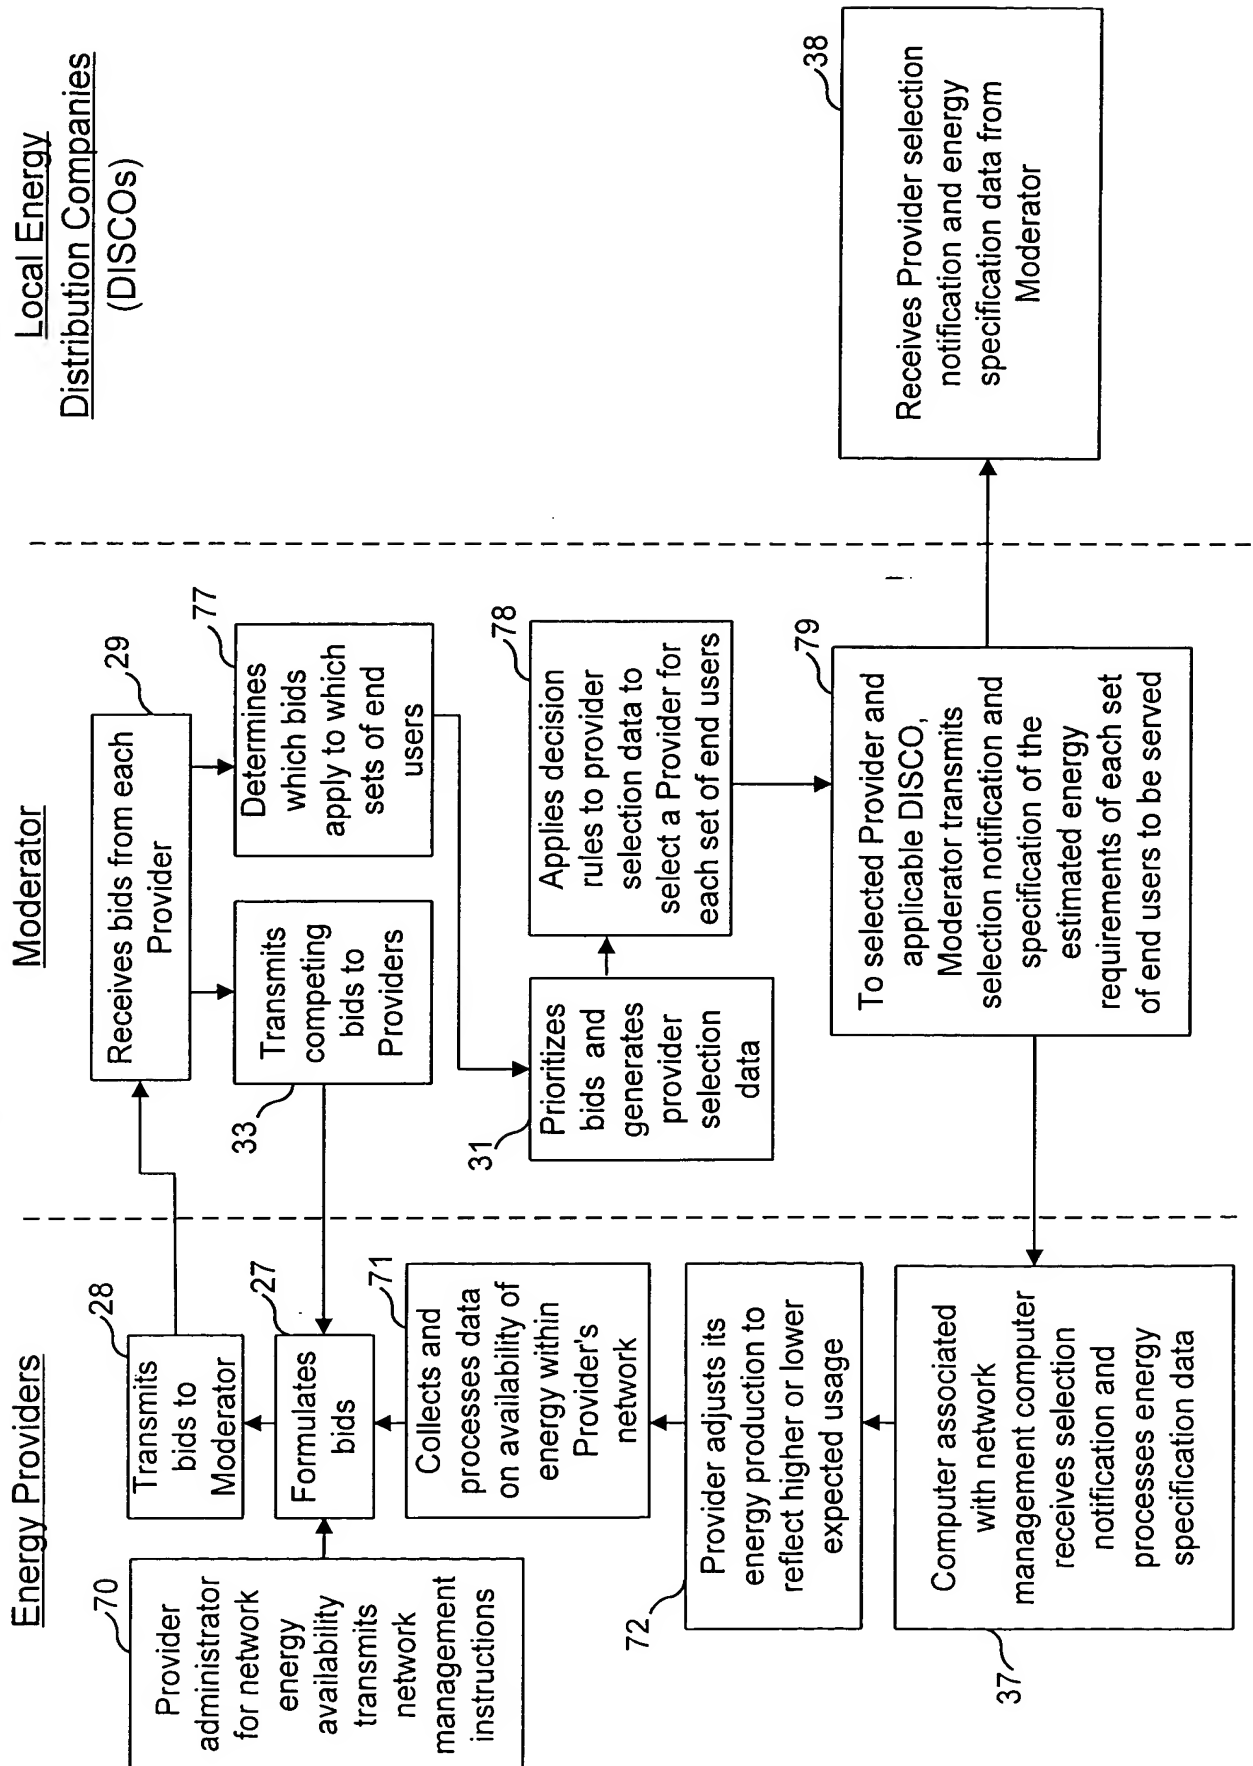 Energy Providers
70
Provider
administrator
for network
energy
availability
transmits
network
management
instructions
28
Transmits
bids to
Moderator
27
Formulates
bids
71
Collects and
processes data
on availability of
energy within
Provider's
network
72
Provider adjusts its
energy production to
reflect higher or lower
expected usage
37
Computer associated
with network
management computer
receives selection
notification and
processes energy
specification data
Moderator
29
Receives bids from each
Provider
33
Transmits
competing
bids to
Providers
77
Determines
which bids
apply to which
sets of end
users
31
Prioritizes
bids and
generates
provider
selection
data
78
Applies decision
rules to provider
selection data to
select a Provider for
each set of end users
79
To selected Provider and
applicable DISCO,
Moderator transmits
selection notification and
specification of the
estimated energy
requirements of each set
of end users to be served
Local Energy
Distribution Companies
(DISCOs)
38
Receives Provider selection
notification and energy
specification data from
Moderator